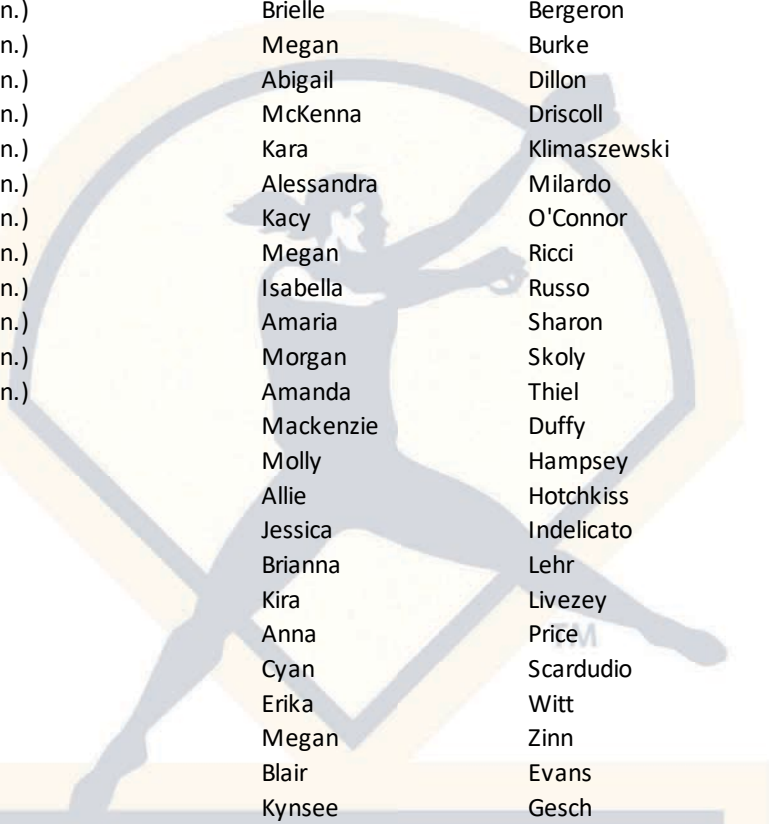 n.) Brielle Bergeron
n.) Megan Burke
n.) Abigail Dillon
n.) McKenna Driscoll
n.) Kara Klimaszewski
n.) Alessandra Milardo
n.) Kacy O'Connor
n.) Megan Ricci
n.) Isabella Russo
n.) Amaria Sharon
n.) Morgan Skoly
n.) Amanda Thiel
Mackenzie Duffy
Molly Hampsey
Allie Hotchkiss
Jessica Indelicato
Brianna Lehr
Kira Livezey
Anna Price
TM
Cyan Scardudio
Erika Witt
Megan Zinn
Blair Evans
Kynsee Gesch